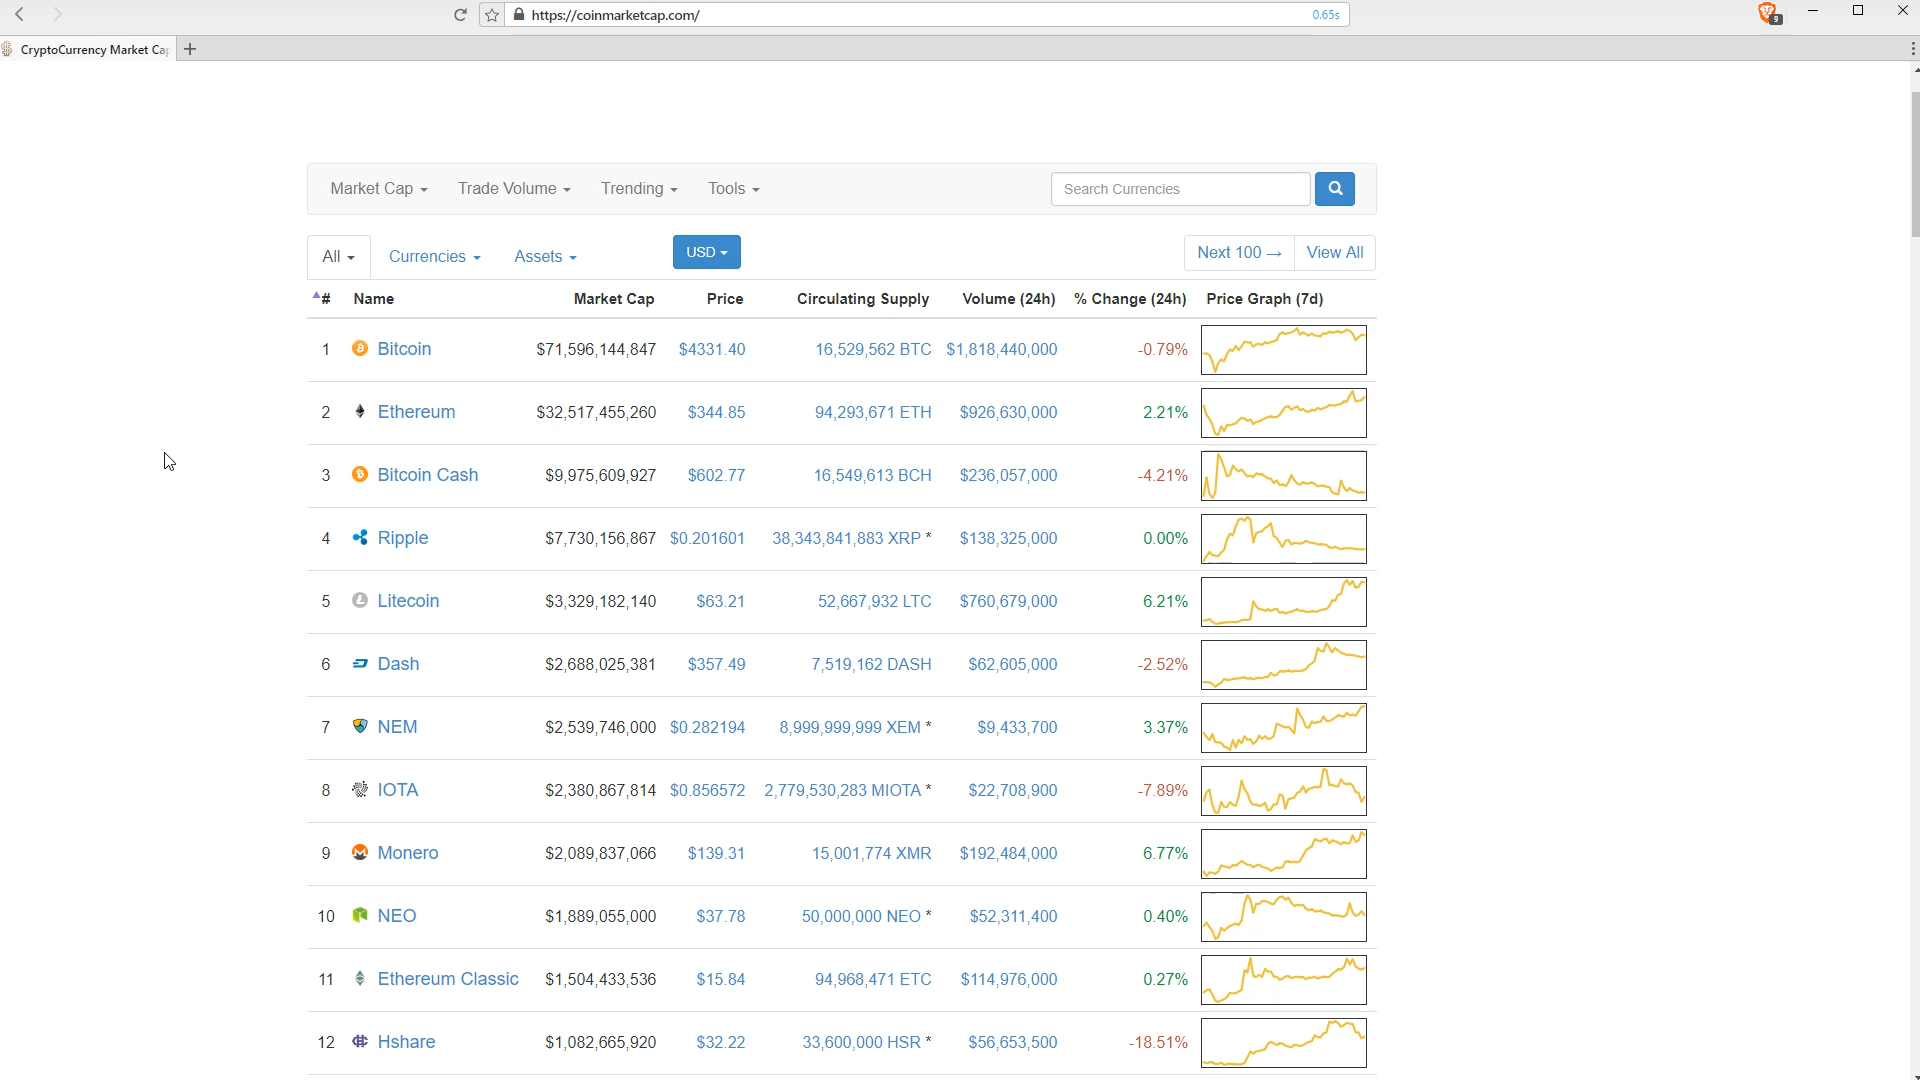 https://coinmarketcap.com/ 0.65s 9
CryptoCurrency Market Cap
Market Cap Trade Volume Trending Tools Search Currencies
All Currencies Assets USD Next 100 → View All
# Name Market Cap Price Circulating Supply Volume (24h) % Change (24h) Price Graph (7d)
1 Bitcoin $71,596,144,847 $4331.40 16,529,562 BTC $1,818,440,000 -0.79%
2 Ethereum $32,517,455,260 $344.85 94,293,671 ETH $926,630,000 2.21%
3 Bitcoin Cash $9,975,609,927 $602.77 16,549,613 BCH $236,057,000 -4.21%
4 Ripple $7,730,156,867 $0.201601 38,343,841,883 XRP * $138,325,000 0.00%
5 Litecoin $3,329,182,140 $63.21 52,667,932 LTC $760,679,000 6.21%
6 Dash $2,688,025,381 $357.49 7,519,162 DASH $62,605,000 -2.52%
7 NEM $2,539,746,000 $0.282194 8,999,999,999 XEM * $9,433,700 3.37%
8 IOTA $2,380,867,814 $0.856572 2,779,530,283 MIOTA * $22,708,900 -7.89%
9 Monero $2,089,837,066 $139.31 15,001,774 XMR $192,484,000 6.77%
10 NEO $1,889,055,000 $37.78 50,000,000 NEO * $52,311,400 0.40%
11 Ethereum Classic $1,504,433,536 $15.84 94,968,471 ETC $114,976,000 0.27%
12 Hshare $1,082,665,920 $32.22 33,600,000 HSR * $56,653,500 -18.51%